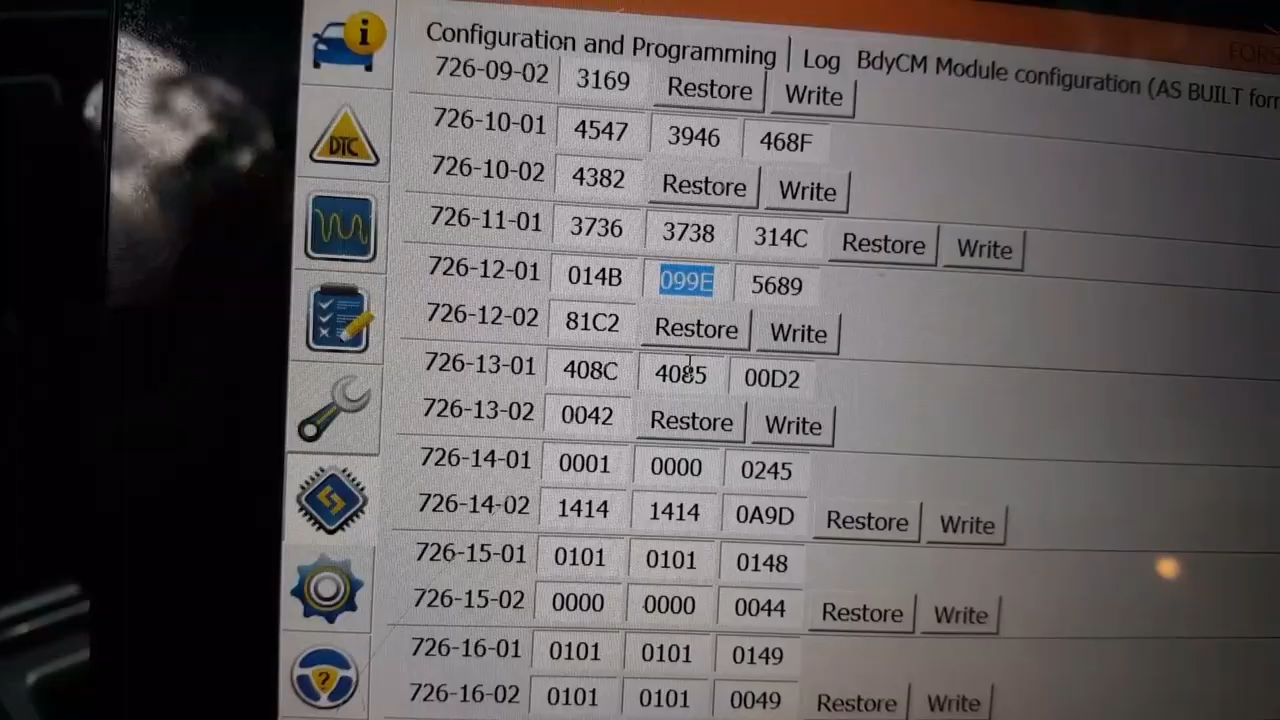 Configuration and Programming Log BdyCM Module configuration (AS BUILT
726-09-02 3169 Restore Write
726-10-01 4547 3946 468F
726-10-02 4382 Restore Write
726-11-01 3736 3738 314C Restore Write
726-12-01 014B 099E 5689
726-12-02 81C2 Restore Write
726-13-01 408C 4085 00D2
726-13-02 0042 Restore Write
726-14-01 0001 0000 0245
726-14-02 1414 1414 0A9D Restore Write
726-15-01 0101 0101 0148
726-15-02 0000 0000 0044 Restore Write
726-16-01 0101 0101 0149
726-16-02 0101 0101 0049 Restore Write
i
DTC
?